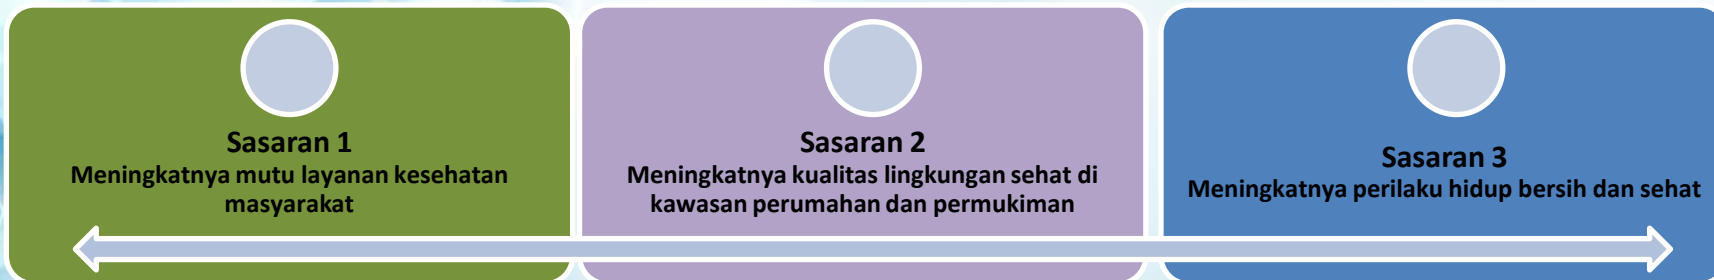 Sasaran 1
Meningkatnya mutu layanan kesehatan
masyarakat
Sasaran 2
Meningkatnya kualitas lingkungan sehat di
kawasan perumahan dan permukiman
Sasaran 3
Meningkatnya perilaku hidup bersih dan sehat